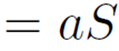 = aS